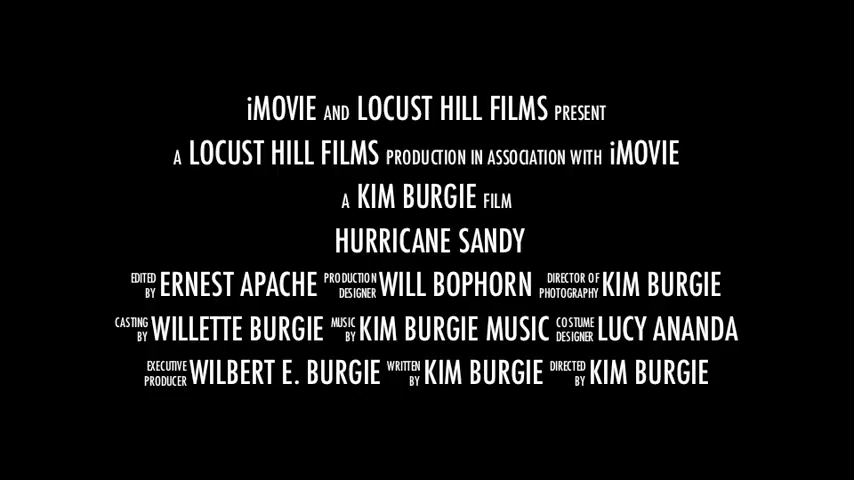 iMOVIE AND LOCUST HILL FILMS PRESENT
A LOCUST HILL FILMS PRODUCTION IN ASSOCIATION WITH iMOVIE
A KIM BURGIE FILM
HURRICANE SANDY
EDITED BY ERNEST APACHE PRODUCTION DESIGNER WILL BOPHORN DIRECTOR OF PHOTOGRAPHY KIM BURGIE
CASTING BY WILLETTE BURGIE MUSIC BY KIM BURGIE MUSIC COSTUME DESIGNER LUCY ANANDA
EXECUTIVE PRODUCER WILBERT E. BURGIE WRITTEN BY KIM BURGIE DIRECTED BY KIM BURGIE